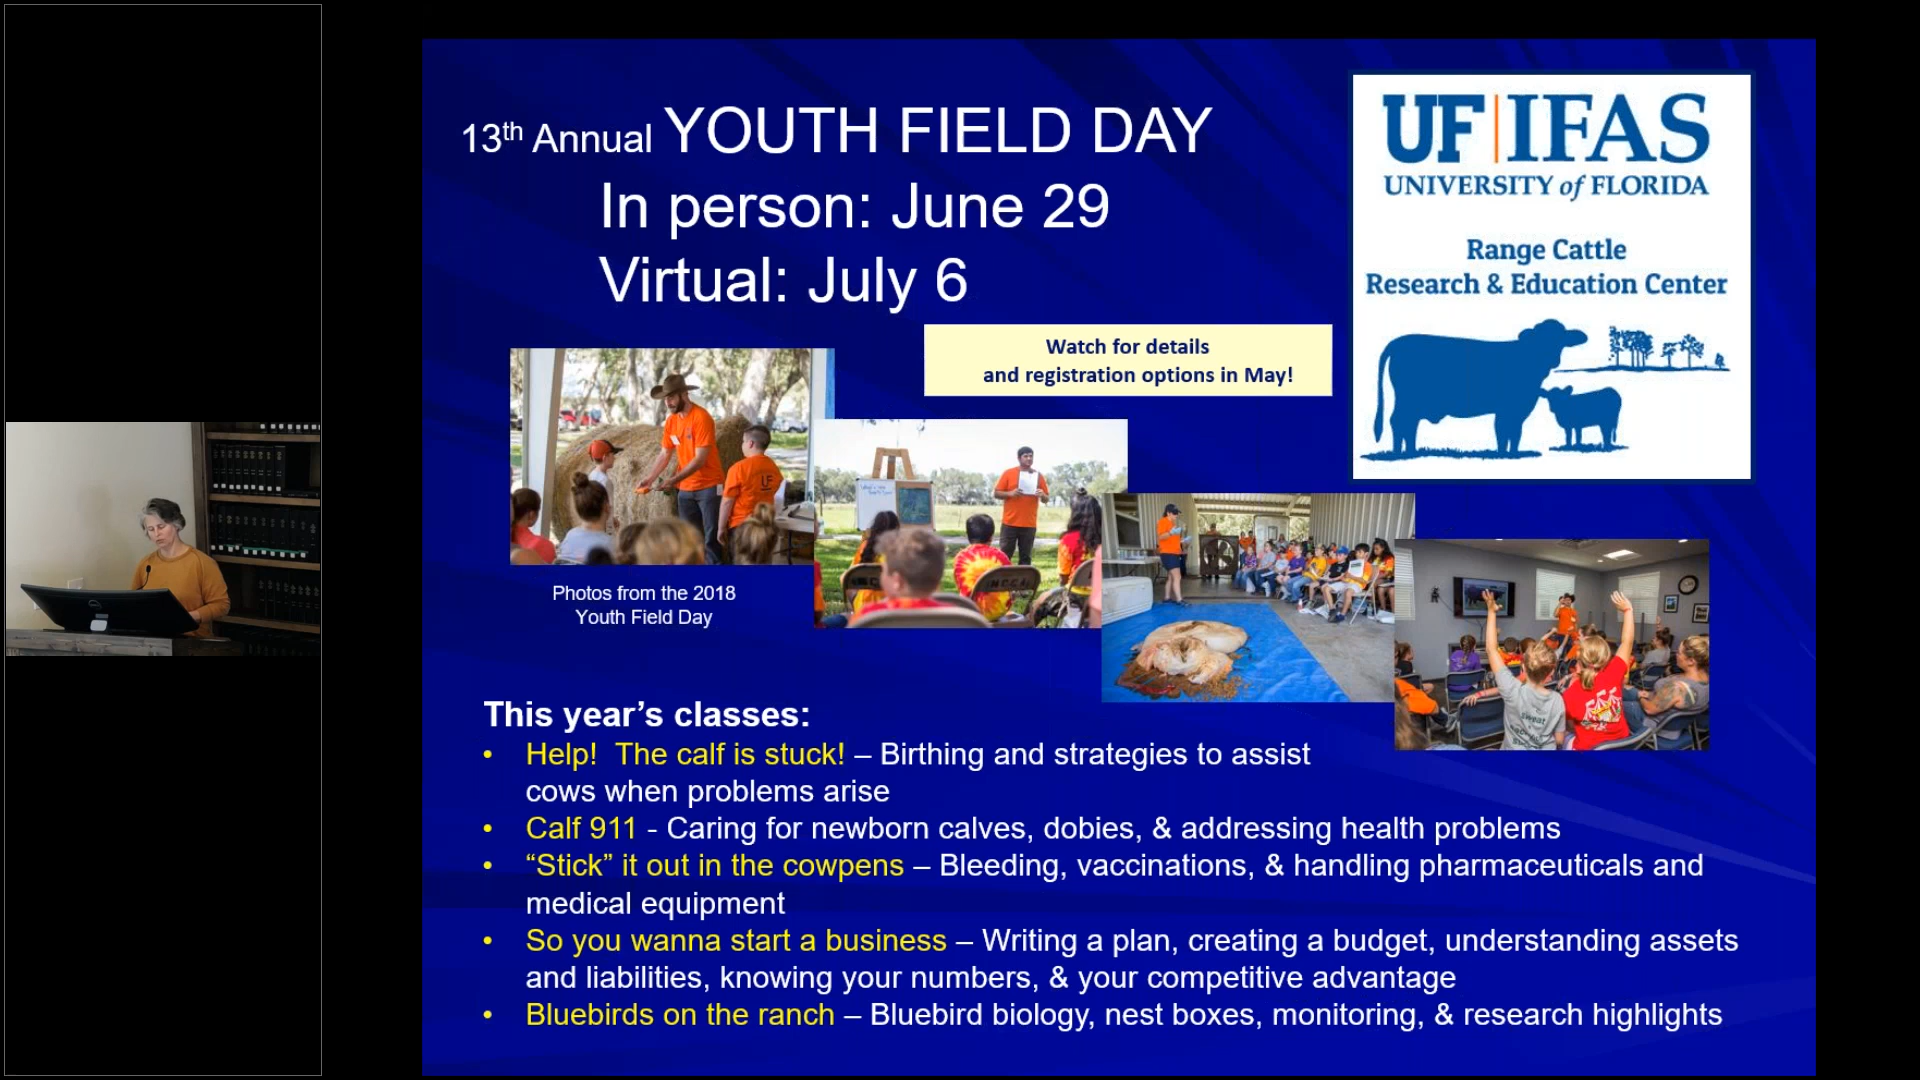 13th Annual YOUTH FIELD DAY
In person: June 29
Virtual: July 6
UF|IFAS
UNIVERSITY of FLORIDA
Range Cattle
Research & Education Center
Watch for details
and registration options in May!
Photos from the 2018
Youth Field Day
This year’s classes:
• Help!  The calf is stuck! – Birthing and strategies to assist
cows when problems arise
• Calf 911 - Caring for newborn calves, dobies, & addressing health problems
• “Stick” it out in the cowpens – Bleeding, vaccinations, & handling pharmaceuticals and
medical equipment
• So you wanna start a business – Writing a plan, creating a budget, understanding assets
and liabilities, knowing your numbers, & your competitive advantage
• Bluebirds on the ranch – Bluebird biology, nest boxes, monitoring, & research highlights